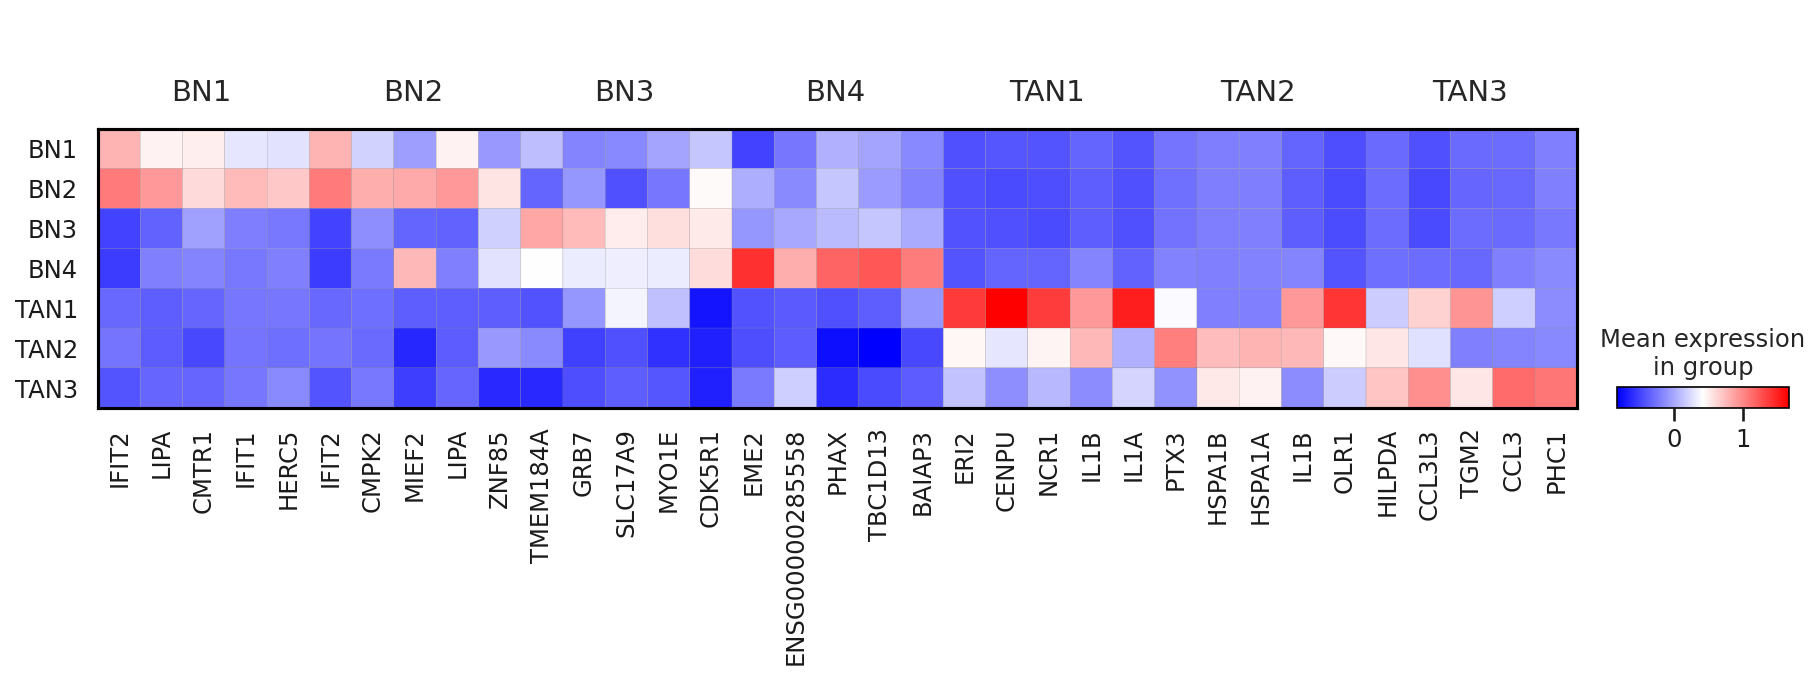 BN1 BN2 BN3 BN4 TAN1 TAN2 TAN3
BN1
BN2
BN3
BN4
TAN1
TAN2
TAN3
IFIT2 LIPA CMTR1 IFIT1 HERC5 IFIT2 CMPK2 MIEF2 LIPA ZNF85 TMEM184A GRB7 SLC17A9 MYO1E CDK5R1 EME2 ENSG00000285558 PHAX TBC1D13 BAIAP3 ERI2 CENPU NCR1 IL1B IL1A PTX3 HSPA1B HSPA1A IL1B OLR1 HILPDA CCL3L3 TGM2 CCL3 PHC1
Mean expression
in group
0 1